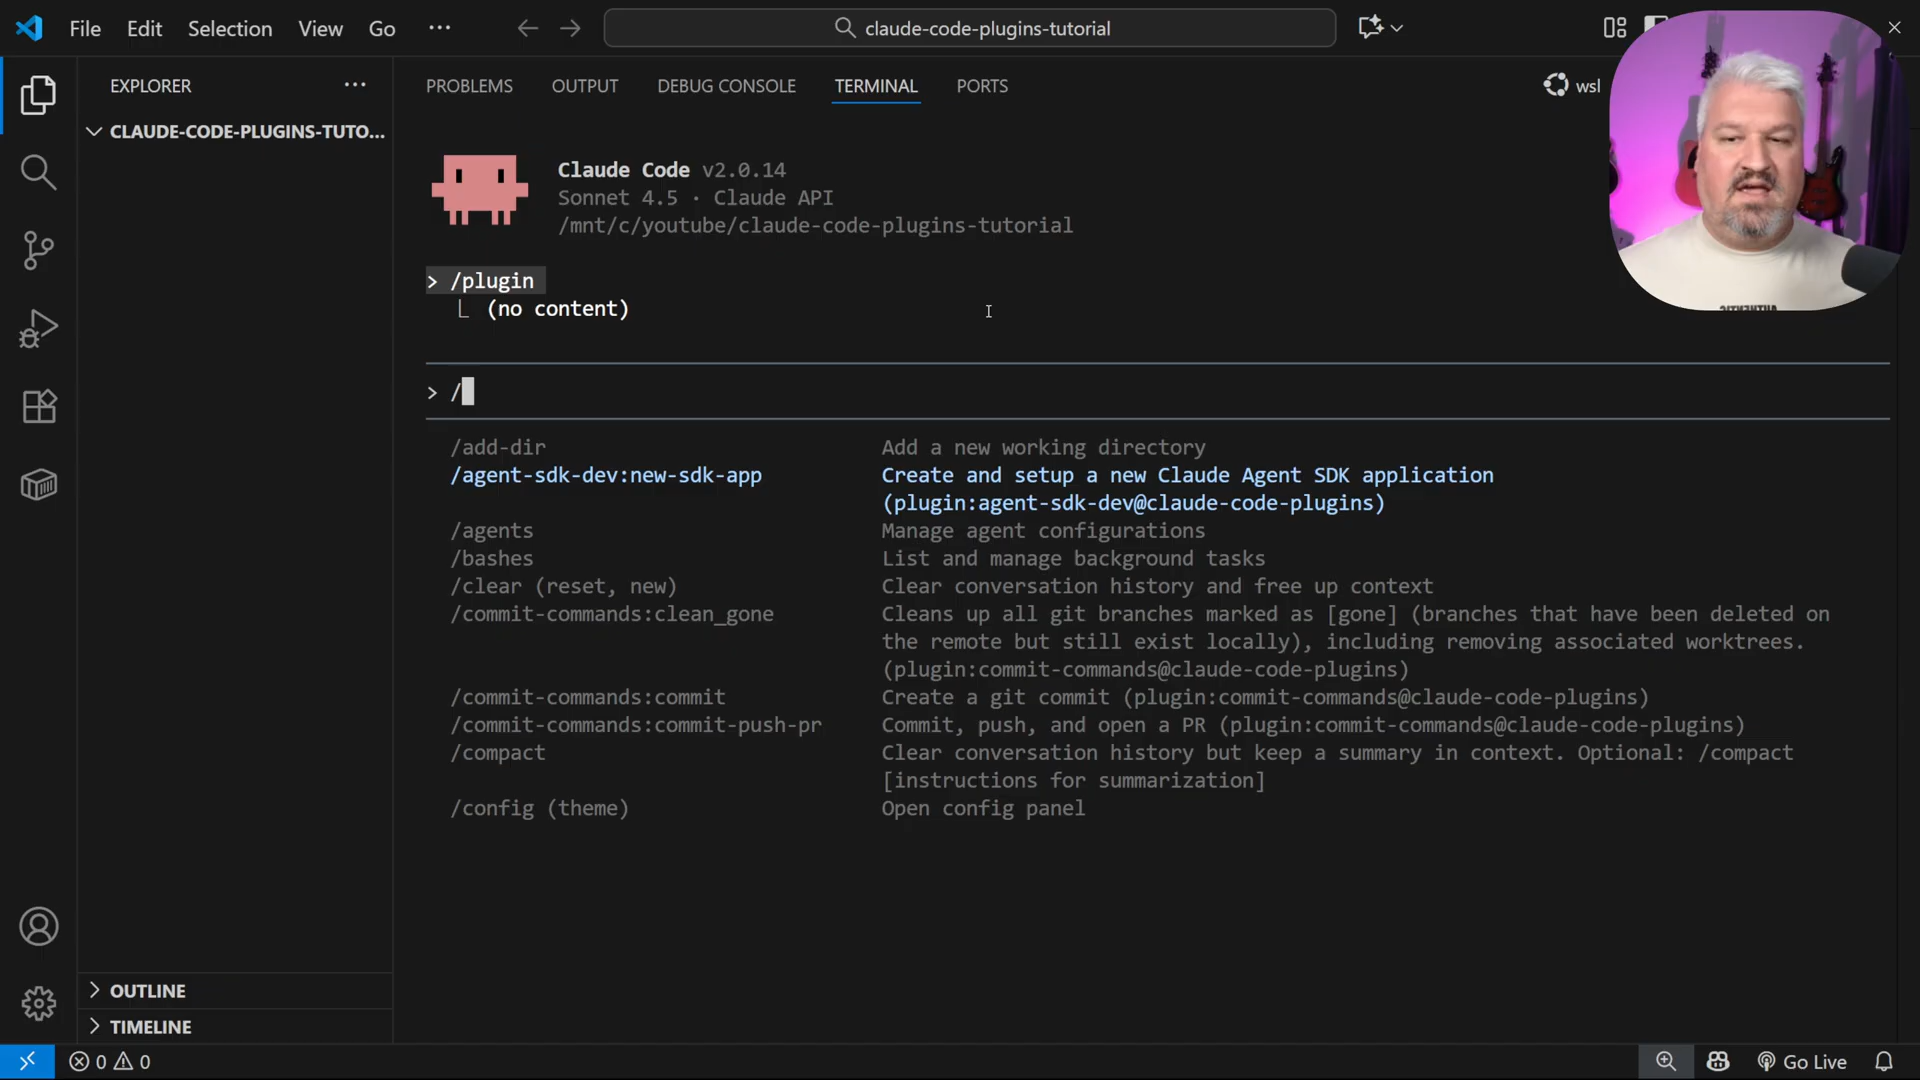 File Edit Selection View Go ··· claude-code-plugins-tutorial
EXPLORER ···
CLAUDE-CODE-PLUGINS-TUTO...
PROBLEMS OUTPUT DEBUG CONSOLE TERMINAL PORTS wsl
Claude Code v2.0.14
Sonnet 4.5 · Claude API
/mnt/c/youtube/claude-code-plugins-tutorial
> /plugin
└ (no content)
> /
/add-dir Add a new working directory
/agent-sdk-dev:new-sdk-app Create and setup a new Claude Agent SDK application
(plugin:agent-sdk-dev@claude-code-plugins)
/agents Manage agent configurations
/bashes List and manage background tasks
/clear (reset, new) Clear conversation history and free up context
/commit-commands:clean_gone Cleans up all git branches marked as [gone] (branches that have been deleted on
the remote but still exist locally), including removing associated worktrees.
(plugin:commit-commands@claude-code-plugins)
/commit-commands:commit Create a git commit (plugin:commit-commands@claude-code-plugins)
/commit-commands:commit-push-pr Commit, push, and open a PR (plugin:commit-commands@claude-code-plugins)
/compact Clear conversation history but keep a summary in context. Optional: /compact
[instructions for summarization]
/config (theme) Open config panel
OUTLINE
TIMELINE
0 0 Go Live